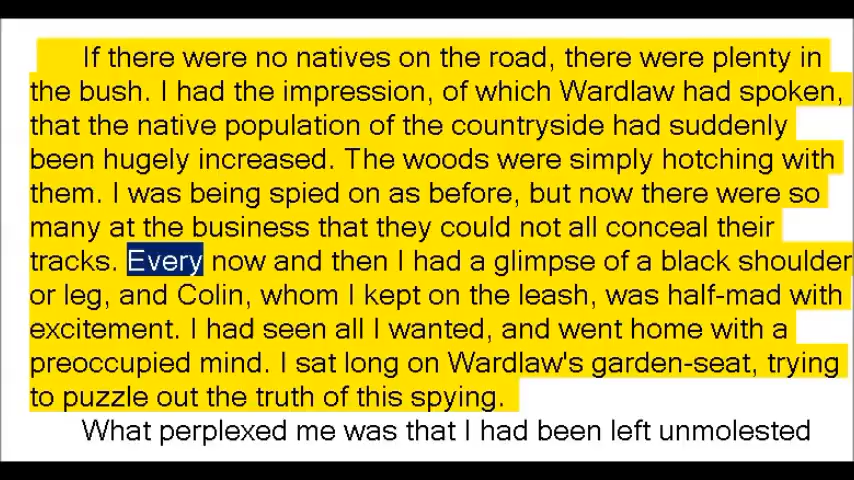 If there were no natives on the road, there were plenty in
the bush. I had the impression, of which Wardlaw had spoken,
that the native population of the countryside had suddenly
been hugely increased. The woods were simply hotching with
them. I was being spied on as before, but now there were so
many at the business that they could not all conceal their
tracks. Every now and then I had a glimpse of a black shoulder
or leg, and Colin, whom I kept on the leash, was half-mad with
excitement. I had seen all I wanted, and went home with a
preoccupied mind. I sat long on Wardlaw's garden-seat, trying
to puzzle out the truth of this spying.
What perplexed me was that I had been left unmolested